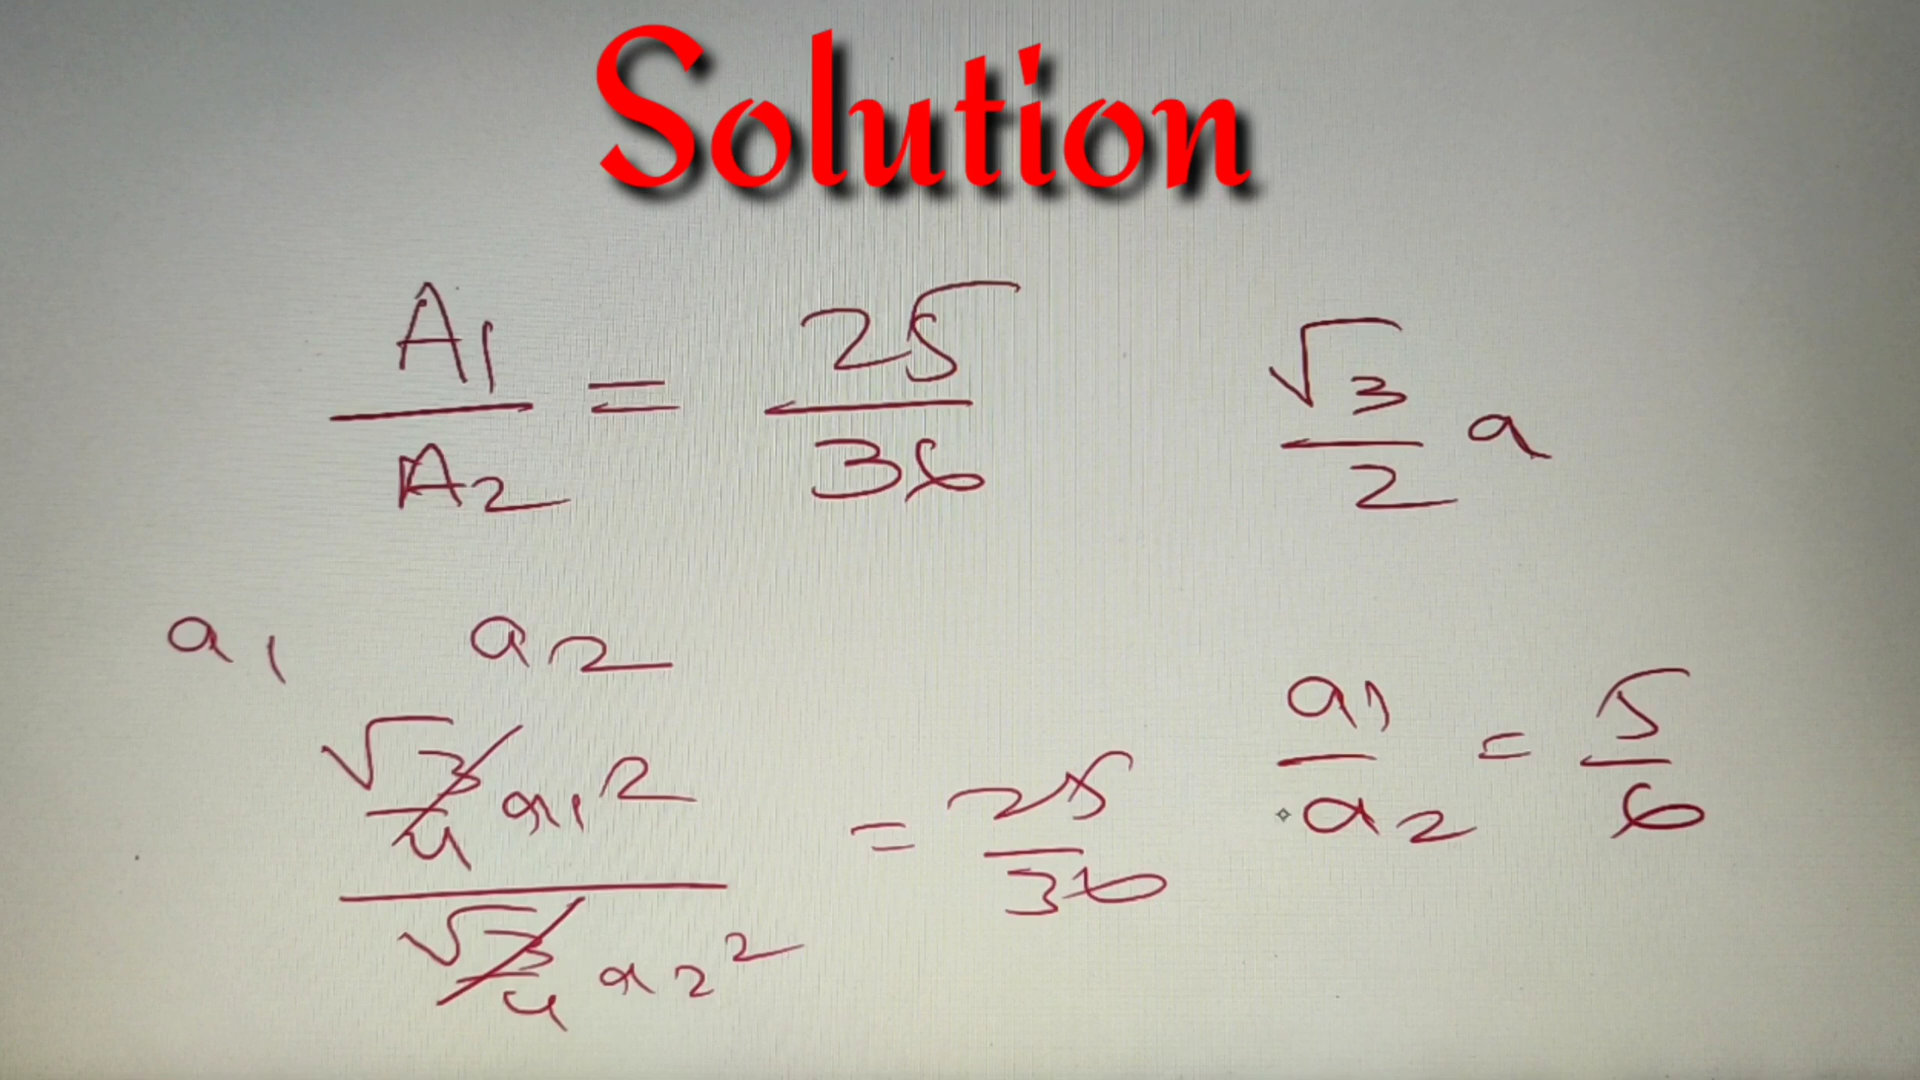 Solution
A1/A2 = 25/36
√3/2 a
a1 a2
(√3/4 a1²)/(√3/4 a2²) = 25/36
a1/a2 = 5/6